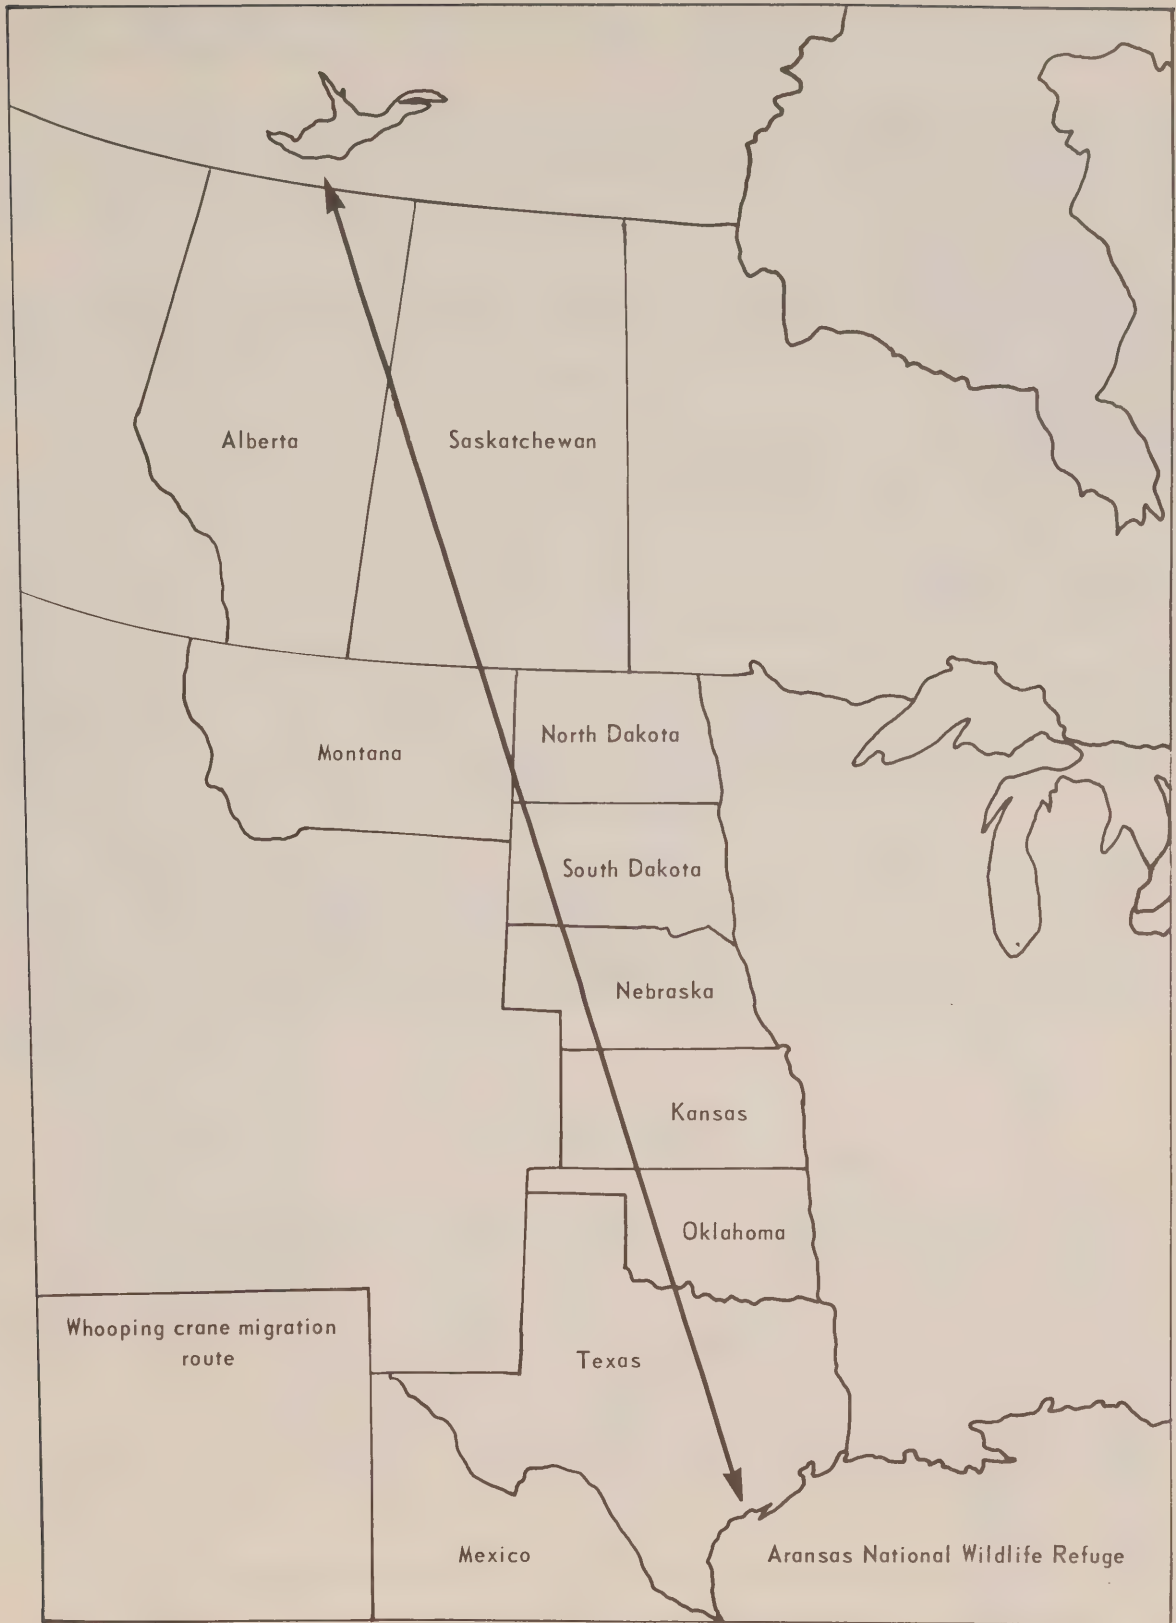 Alberta
Saskatchewan
Montana
North Dakota
South Dakota
Nebraska
Kansas
Oklahoma
Whooping crane migration
route
Texas
Mexico
Aransas National Wildlife Refuge